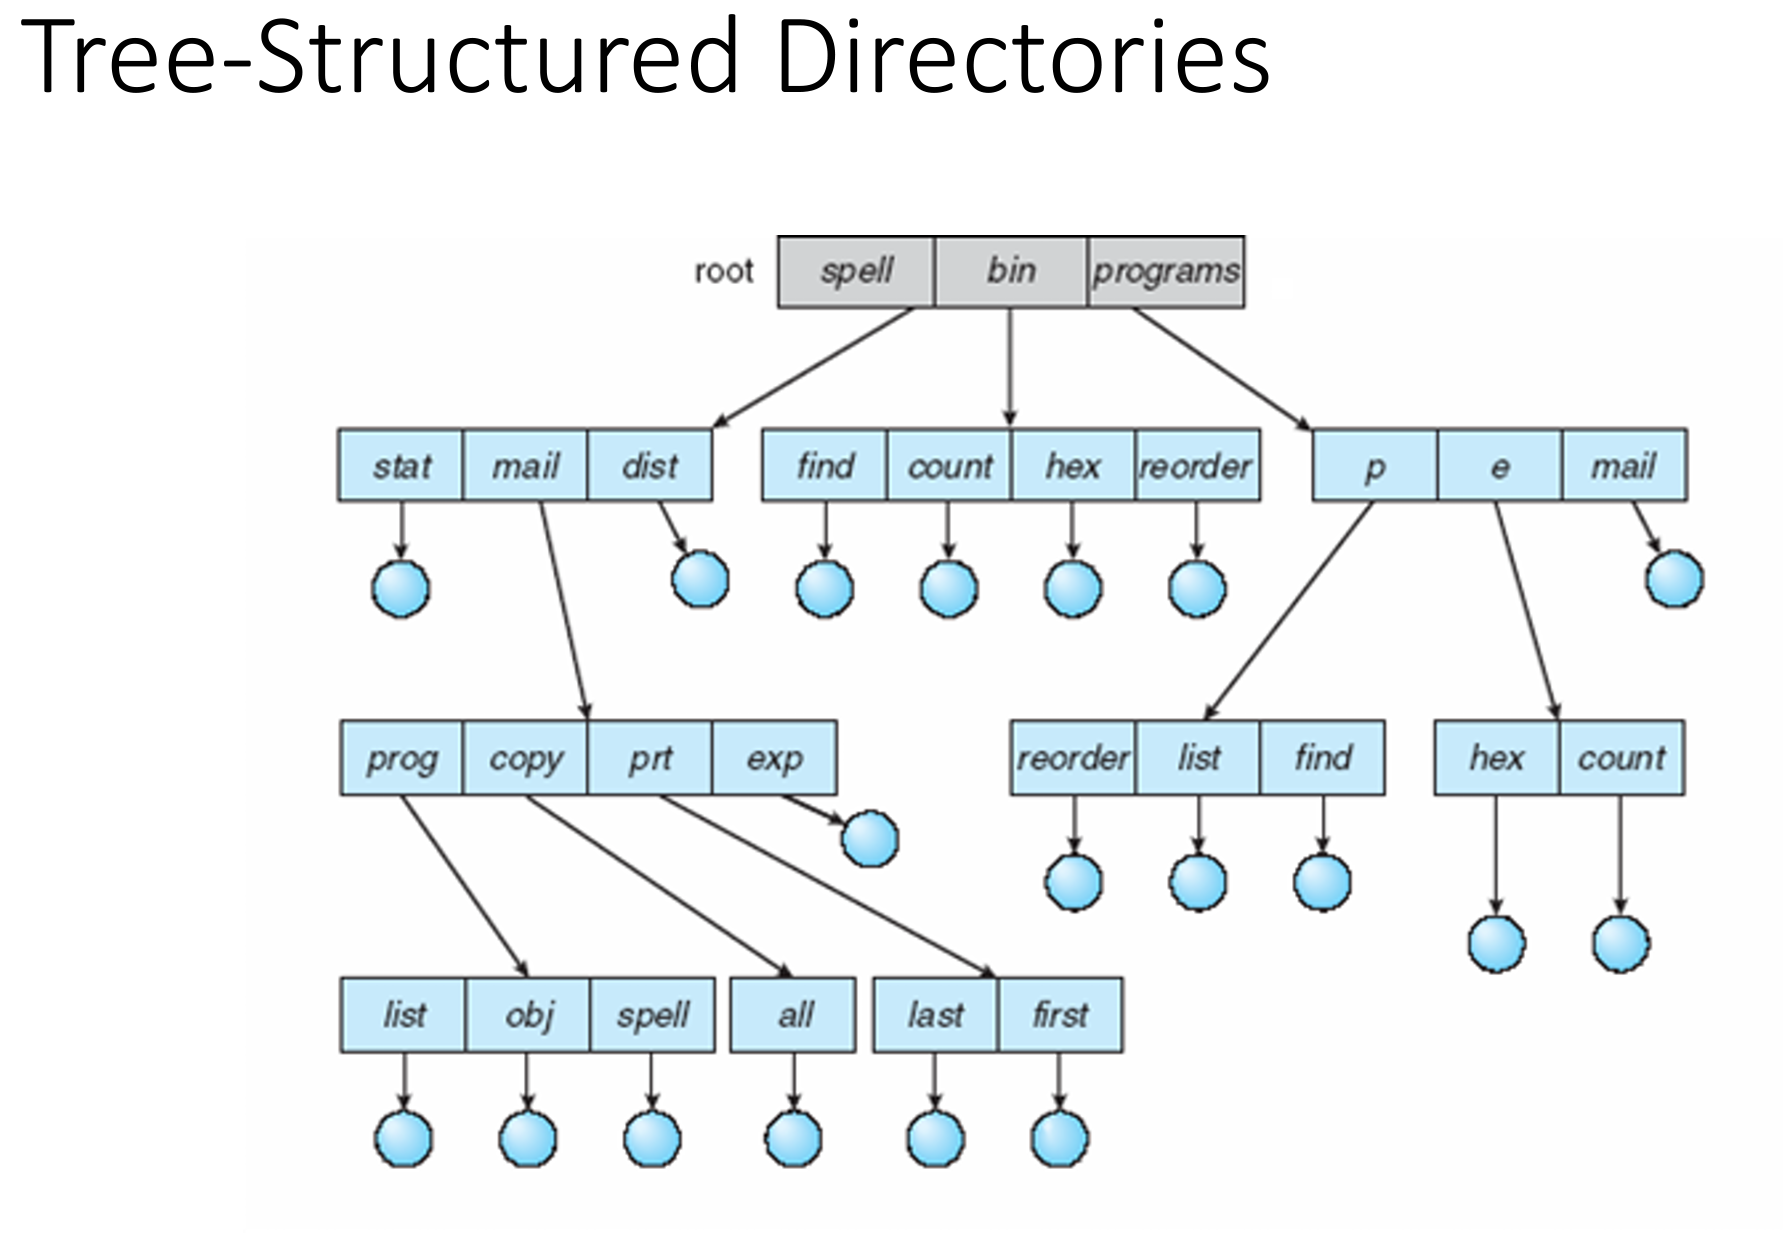 Tree-Structured Directories
root spell bin programs
stat mail dist find count hex reorder p e mail
prog copy prt exp reorder list find hex count
list obj spell all last first